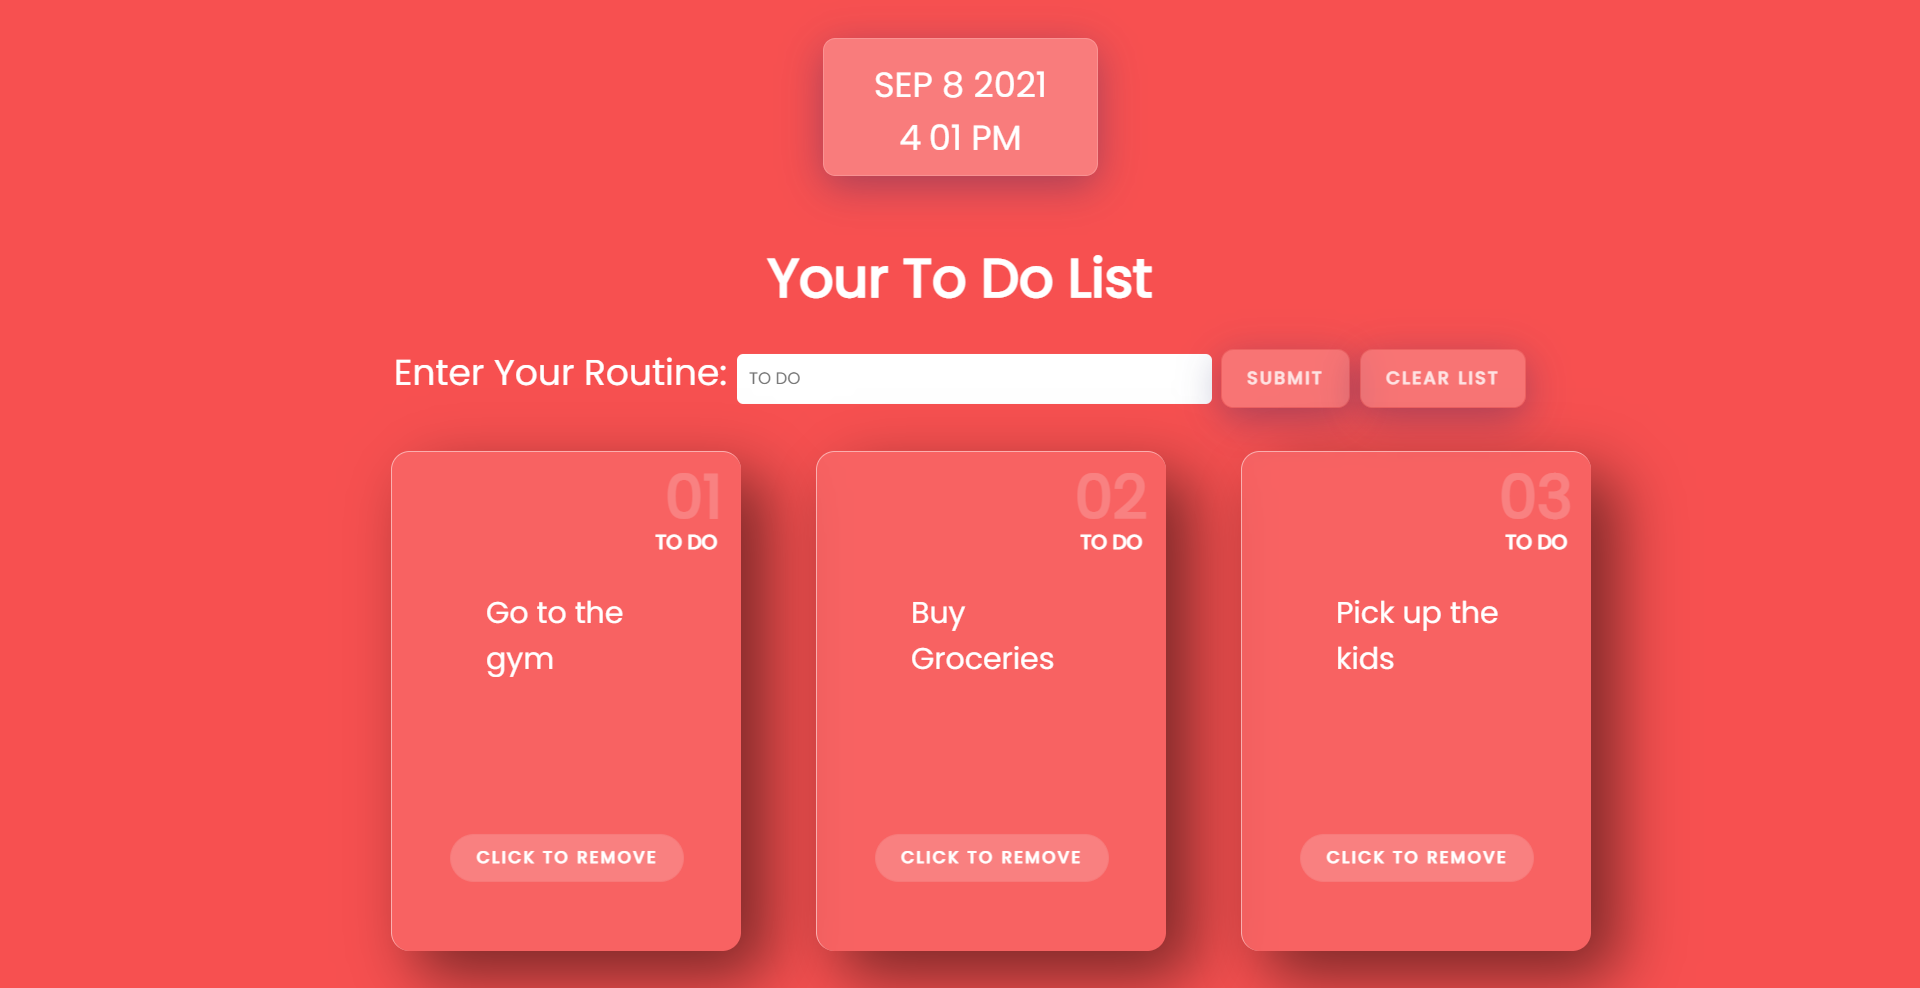 SEP 8 2021
4 01 PM
Your To Do List
Enter Your Routine: TO DO SUBMIT CLEAR LIST
01
TO DO
Go to the
gym
CLICK TO REMOVE
02
TO DO
Buy
Groceries
CLICK TO REMOVE
03
TO DO
Pick up the
kids
CLICK TO REMOVE